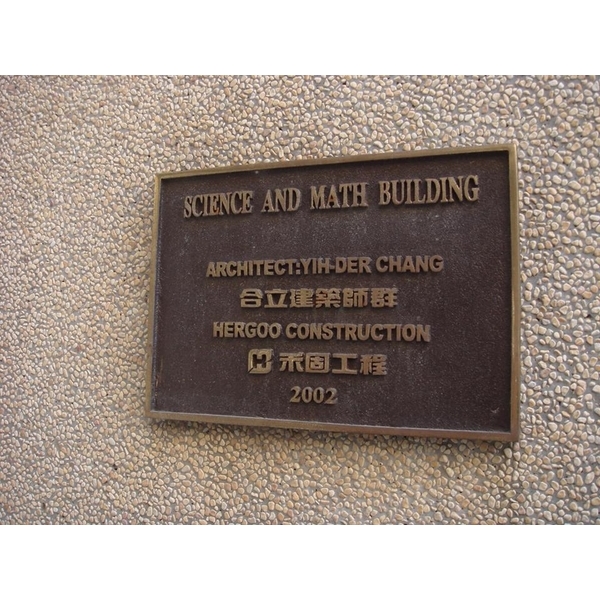 SCIENCE AND MATH BUILDING
ARCHITECT:YIH-DER CHANG
合立建築師群
HERGOO CONSTRUCTION
禾固工程
2002